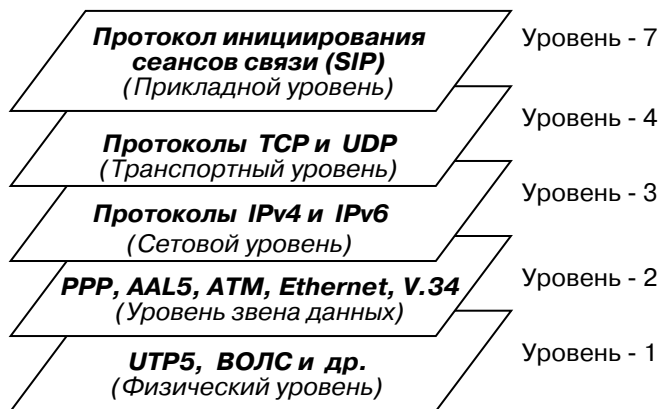 Протокол инициирования
сеансов связи (SIP)
(Прикладной уровень)
Уровень - 7
Протоколы TCP и UDP
(Транспортный уровень)
Уровень - 4
Протоколы IPv4 и IPv6
(Сетовой уровень)
Уровень - 3
PPP, AAL5, ATM, Ethernet, V.34
(Уровень звена данных)
Уровень - 2
UTP5, ВОЛС и др.
(Физический уровень)
Уровень - 1